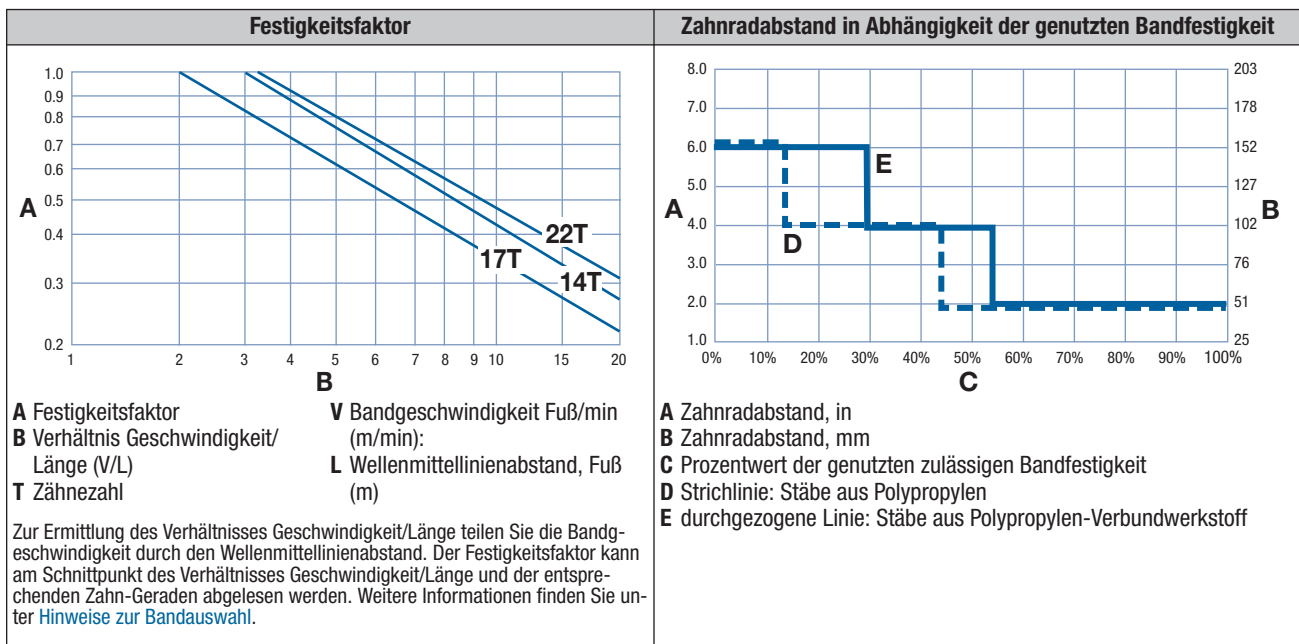 Festigkeitsfaktor
1.0
0.9
0.8
0.7
0.6
0.5
0.4
0.3
0.2
A
22T
17T
14T
1 2 3 4 5 6 7 8 9 10 15 20
B
A Festigkeitsfaktor
B Verhältnis Geschwindigkeit/
Länge (V/L)
T Zähnezahl
V Bandgeschwindigkeit Fuß/min
(m/min):
L Wellenmittellinienabstand, Fuß
(m)
Zur Ermittlung des Verhältnisses Geschwindigkeit/Länge teilen Sie die Bandg-
eschwindigkeit durch den Wellenmittellinienabstand. Der Festigkeitsfaktor kann
am Schnittpunkt des Verhältnisses Geschwindigkeit/Länge und der entspre-
chenden Zahn-Geraden abgelesen werden. Weitere Informationen finden Sie un-
ter Hinweise zur Bandauswahl.
Zahnradabstand in Abhängigkeit der genutzten Bandfestigkeit
8.0
7.0
6.0
5.0
4.0
3.0
2.0
1.0
A
E
D
203
178
152
127
102
76
51
25
B
0% 10% 20% 30% 40% 50% 60% 70% 80% 90% 100%
C
A Zahnradabstand, in
B Zahnradabstand, mm
C Prozentwert der genutzten zulässigen Bandfestigkeit
D Strichlinie: Stäbe aus Polypropylen
E durchgezogene Linie: Stäbe aus Polypropylen-Verbundwerkstoff